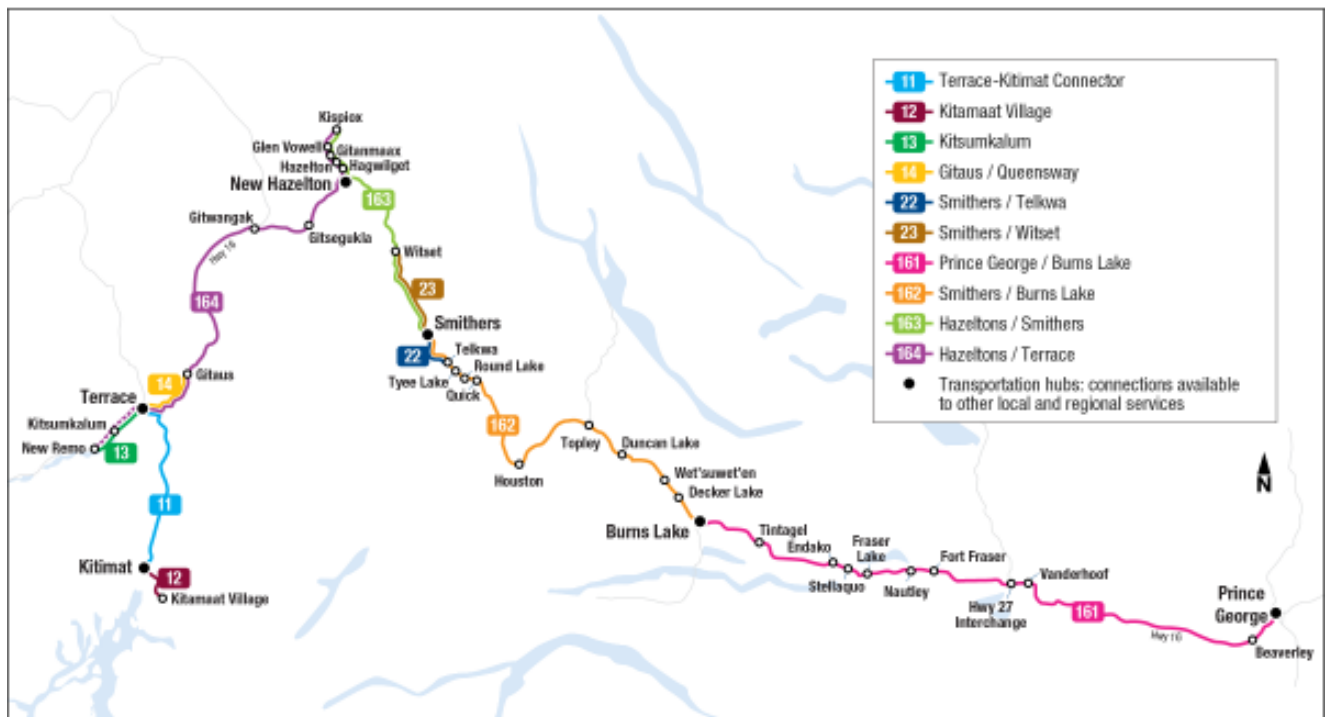 Kispiox
Glen Vowell
Gitanmaax
Hazelton
Hagwilget
New Hazelton
163
Gitwangak
Gitsegukla
Hwy 16
Witset
164
23
Smithers
22
Telkwa
Round Lake
Tyee Lake
Quick
14
Gitaus
Terrace
Kitsumkalum
New Remo
13
162
Topley
Duncan Lake
Houston
Wet'suwet'en
Decker Lake
11
Burns Lake
Tintagel
Endako
Fraser
Lake
Fort Fraser
Stellaquo
Nautley
Vanderhoof
Hwy 27
Interchange
161
Hwy 16
Prince
George
Beaverley
Kitimat
12
Kitamaat Village
11 Terrace-Kitimat Connector
12 Kitamaat Village
13 Kitsumkalum
14 Gitaus / Queensway
22 Smithers / Telkwa
23 Smithers / Witset
161 Prince George / Burns Lake
162 Smithers / Burns Lake
163 Hazeltons / Smithers
164 Hazeltons / Terrace
Transportation hubs: connections available
to other local and regional services
N